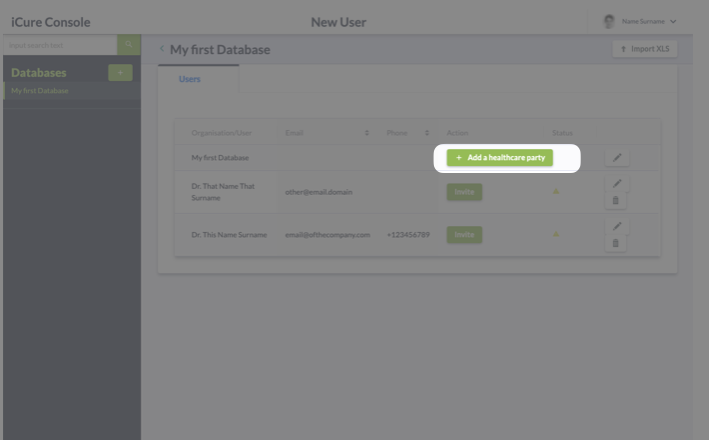 iCure Console
New User
Name Surname
Input search text
My first Database
Import XLS
Databases
+
My first Database
Users
Organisation/User Email Phone Action Status
My first Database
+ Add a healthcare party
Dr. That Name That
Surname
other@email.domain
Invite
Dr. This Name Surname
email@ofthecompany.com
+123456789
Invite